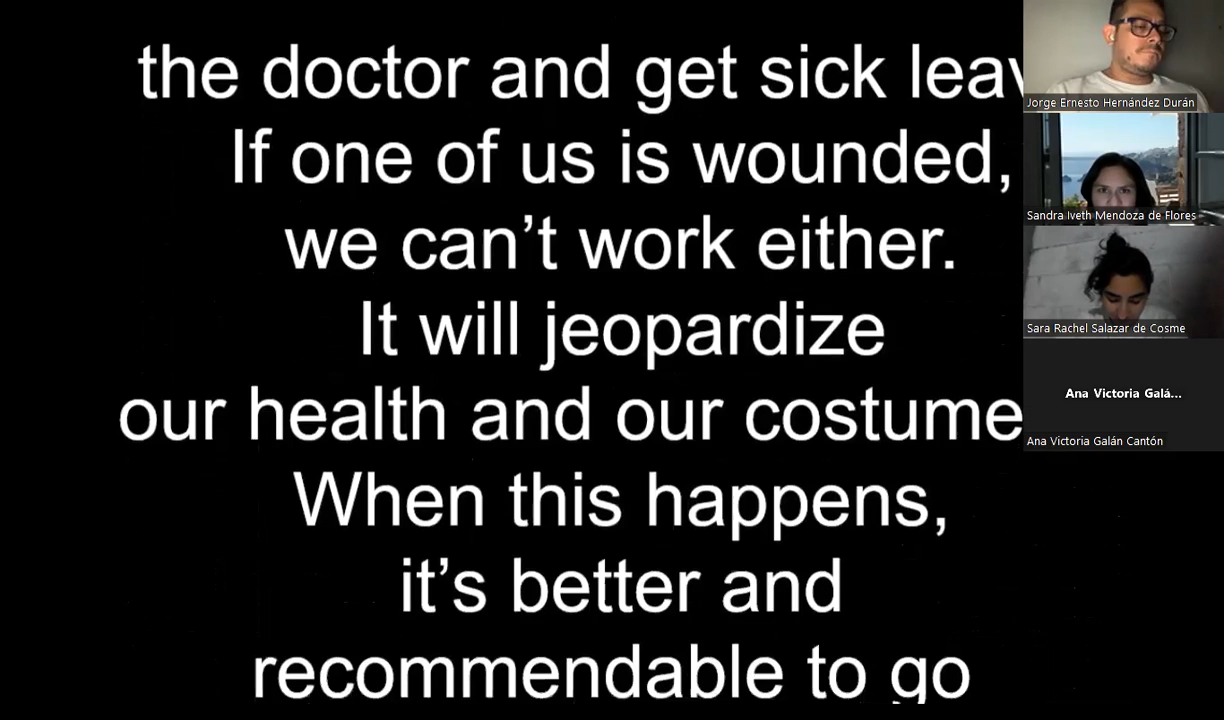 the doctor and get sick leav
If one of us is wounded,
we can’t work either.
It will jeopardize
our health and our costume
When this happens,
it’s better and
recommendable to go
Jorge Ernesto Hernández Durán
Sandra Iveth Mendoza de Flores
Sara Rachel Salazar de Cosme
Ana Victoria Galá...
Ana Victoria Galán Cantón